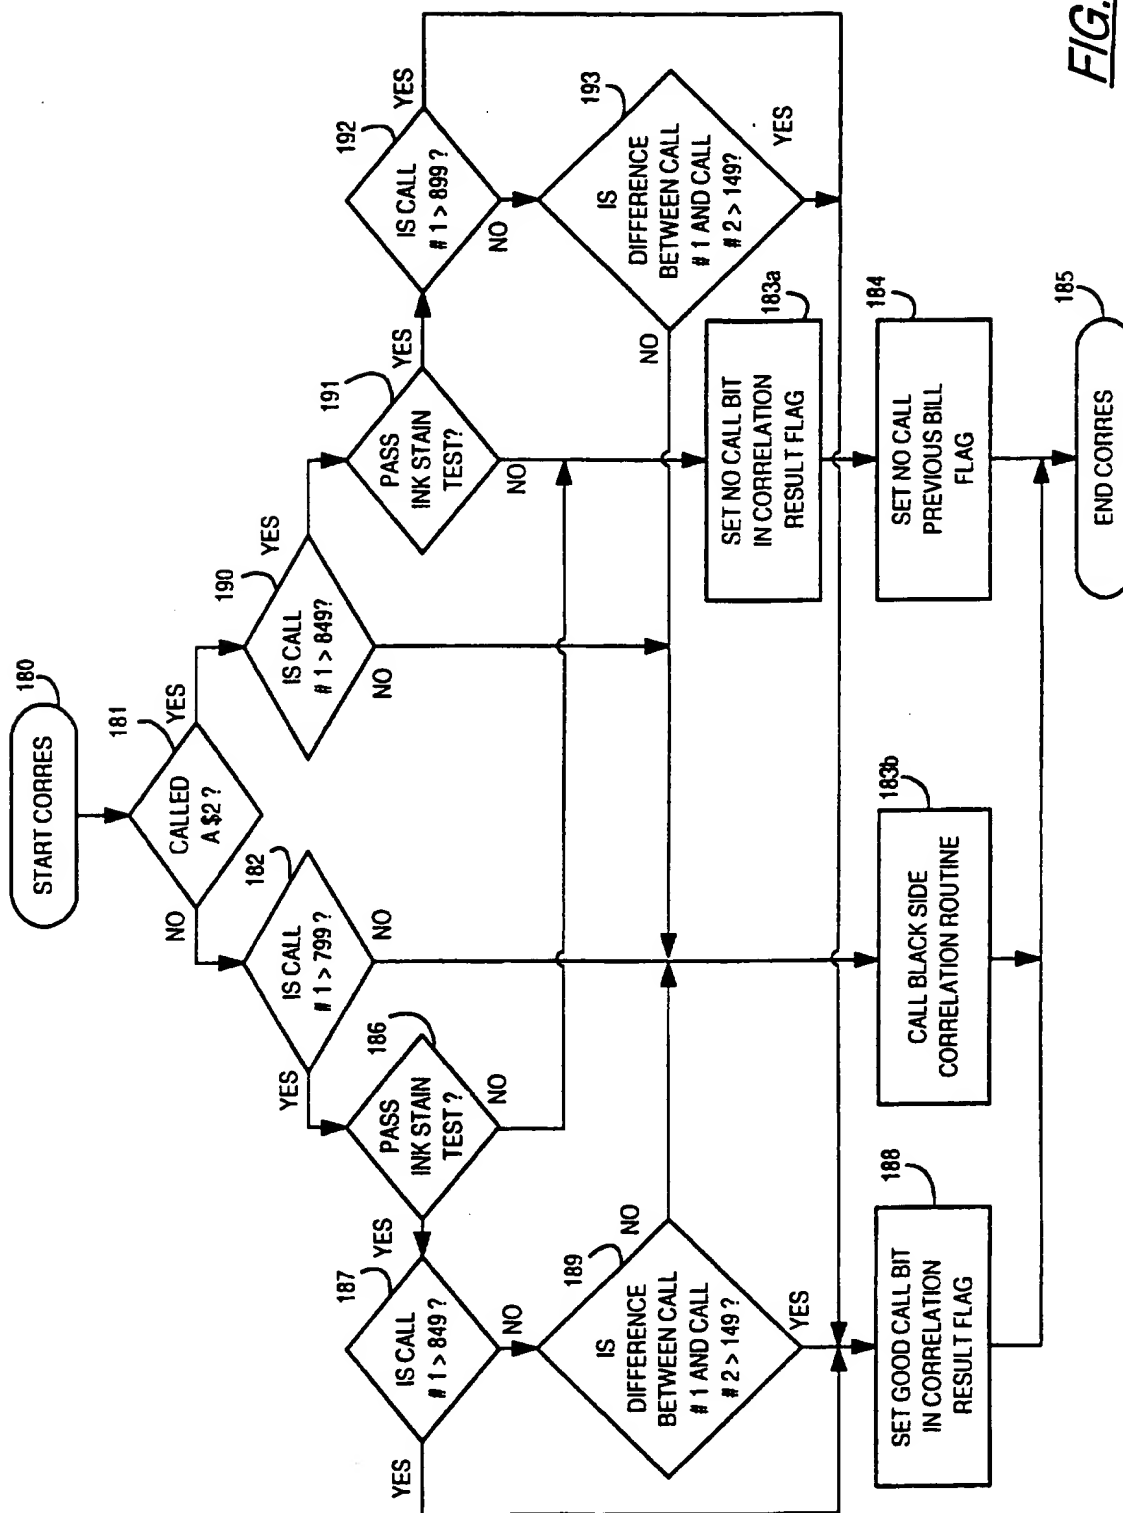 START CORRES
180
CALLED
A $2 ?
181
NO
YES
IS CALL
# 1 > 799 ?
182
YES
NO
IS CALL
# 1 > 849?
190
YES
NO
PASS
INK STAIN
TEST ?
186
YES
NO
PASS
INK STAIN
TEST?
191
YES
NO
IS CALL
# 1 > 849 ?
187
YES
NO
IS CALL
# 1 > 899 ?
192
YES
NO
IS
DIFFERENCE
BETWEEN CALL
# 1 AND CALL
# 2 > 149 ?
189
NO
YES
IS
DIFFERENCE
BETWEEN CALL
# 1 AND CALL
# 2 > 149?
193
NO
YES
SET NO CALL BIT
IN CORRELATION
RESULT FLAG
183a
SET GOOD CALL BIT
IN CORRELATION
RESULT FLAG
188
CALL BLACK SIDE
CORRELATION ROUTINE
183b
SET NO CALL
PREVIOUS BILL
FLAG
184
END CORRES
185
FIG.